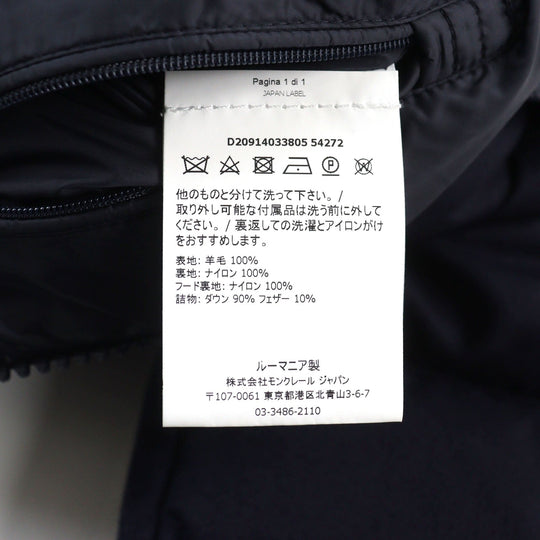 Pagina 1 di 1
JAPAN LABEL
D20914033805 54272
他のものと分けて洗って下さい。/
取り外し可能な付属品は洗う前に外して
ください。/ 裏返しての洗濯とアイロンがけ
をおすすめします。
表地: 羊毛 100%
裏地: ナイロン 100%
フード裏地: ナイロン 100%
詰物: ダウン 90% フェザー 10%
ルーマニア製
株式会社モンクレール ジャパン
〒107-0061 東京都港区北青山3-6-7
03-3486-2110